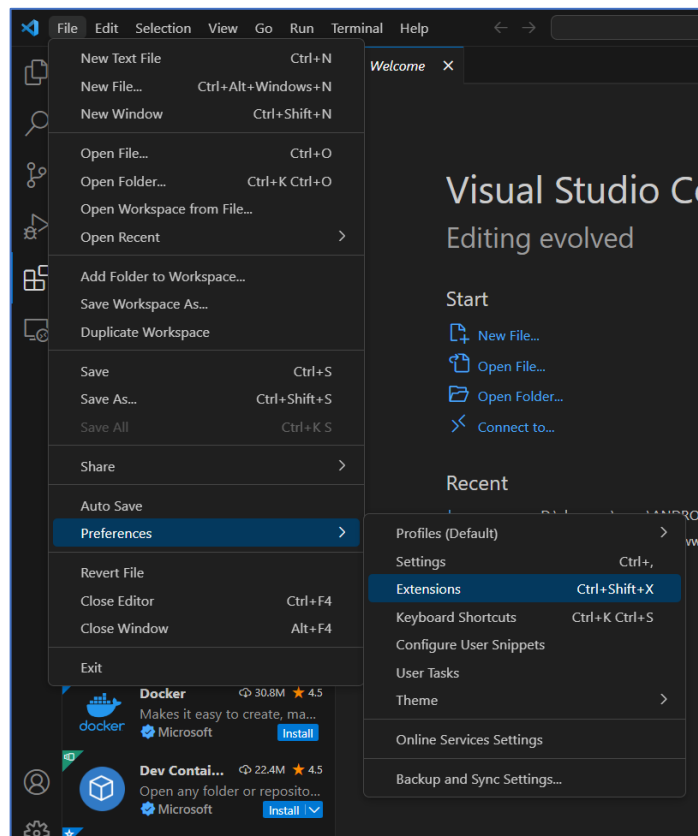 File Edit Selection View Go Run Terminal Help
New Text File Ctrl+N
New File... Ctrl+Alt+Windows+N
New Window Ctrl+Shift+N
Open File... Ctrl+O
Open Folder... Ctrl+K Ctrl+O
Open Workspace from File...
Open Recent
Add Folder to Workspace...
Save Workspace As...
Duplicate Workspace
Save Ctrl+S
Save As... Ctrl+Shift+S
Save All Ctrl+K S
Share
Auto Save
Preferences
Revert File
Close Editor Ctrl+F4
Close Window Alt+F4
Exit
Welcome
Visual Studio Co
Editing evolved
Start
New File...
Open File...
Open Folder...
Connect to...
Recent
Profiles (Default)
Settings Ctrl+,
Extensions Ctrl+Shift+X
Keyboard Shortcuts Ctrl+K Ctrl+S
Configure User Snippets
User Tasks
Theme
Online Services Settings
Backup and Sync Settings...
Docker 30.8M 4.5
Makes it easy to create, ma...
docker
Microsoft Install
Dev Contai... 22.4M 4.5
Open any folder or reposito...
Microsoft Install